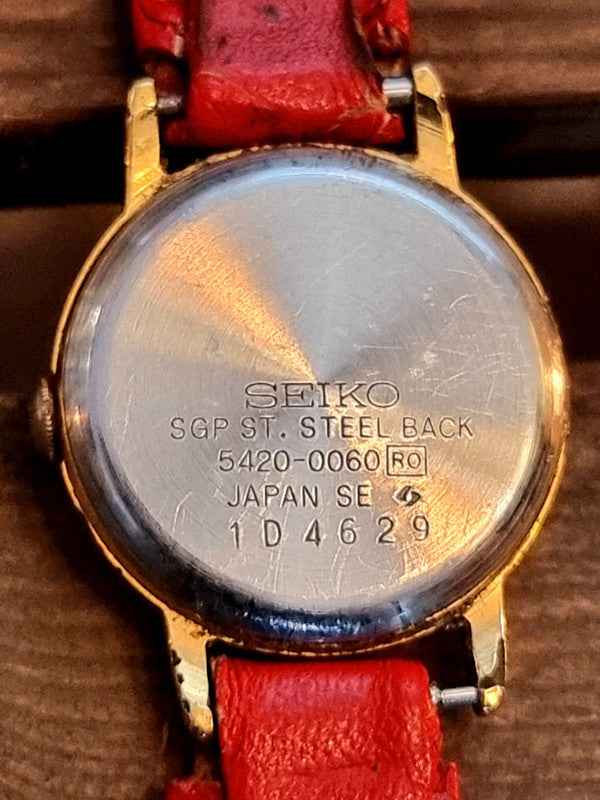 SEIKO
SGP ST. STEEL BACK
5420-0060 RO
JAPAN SE
1D4629